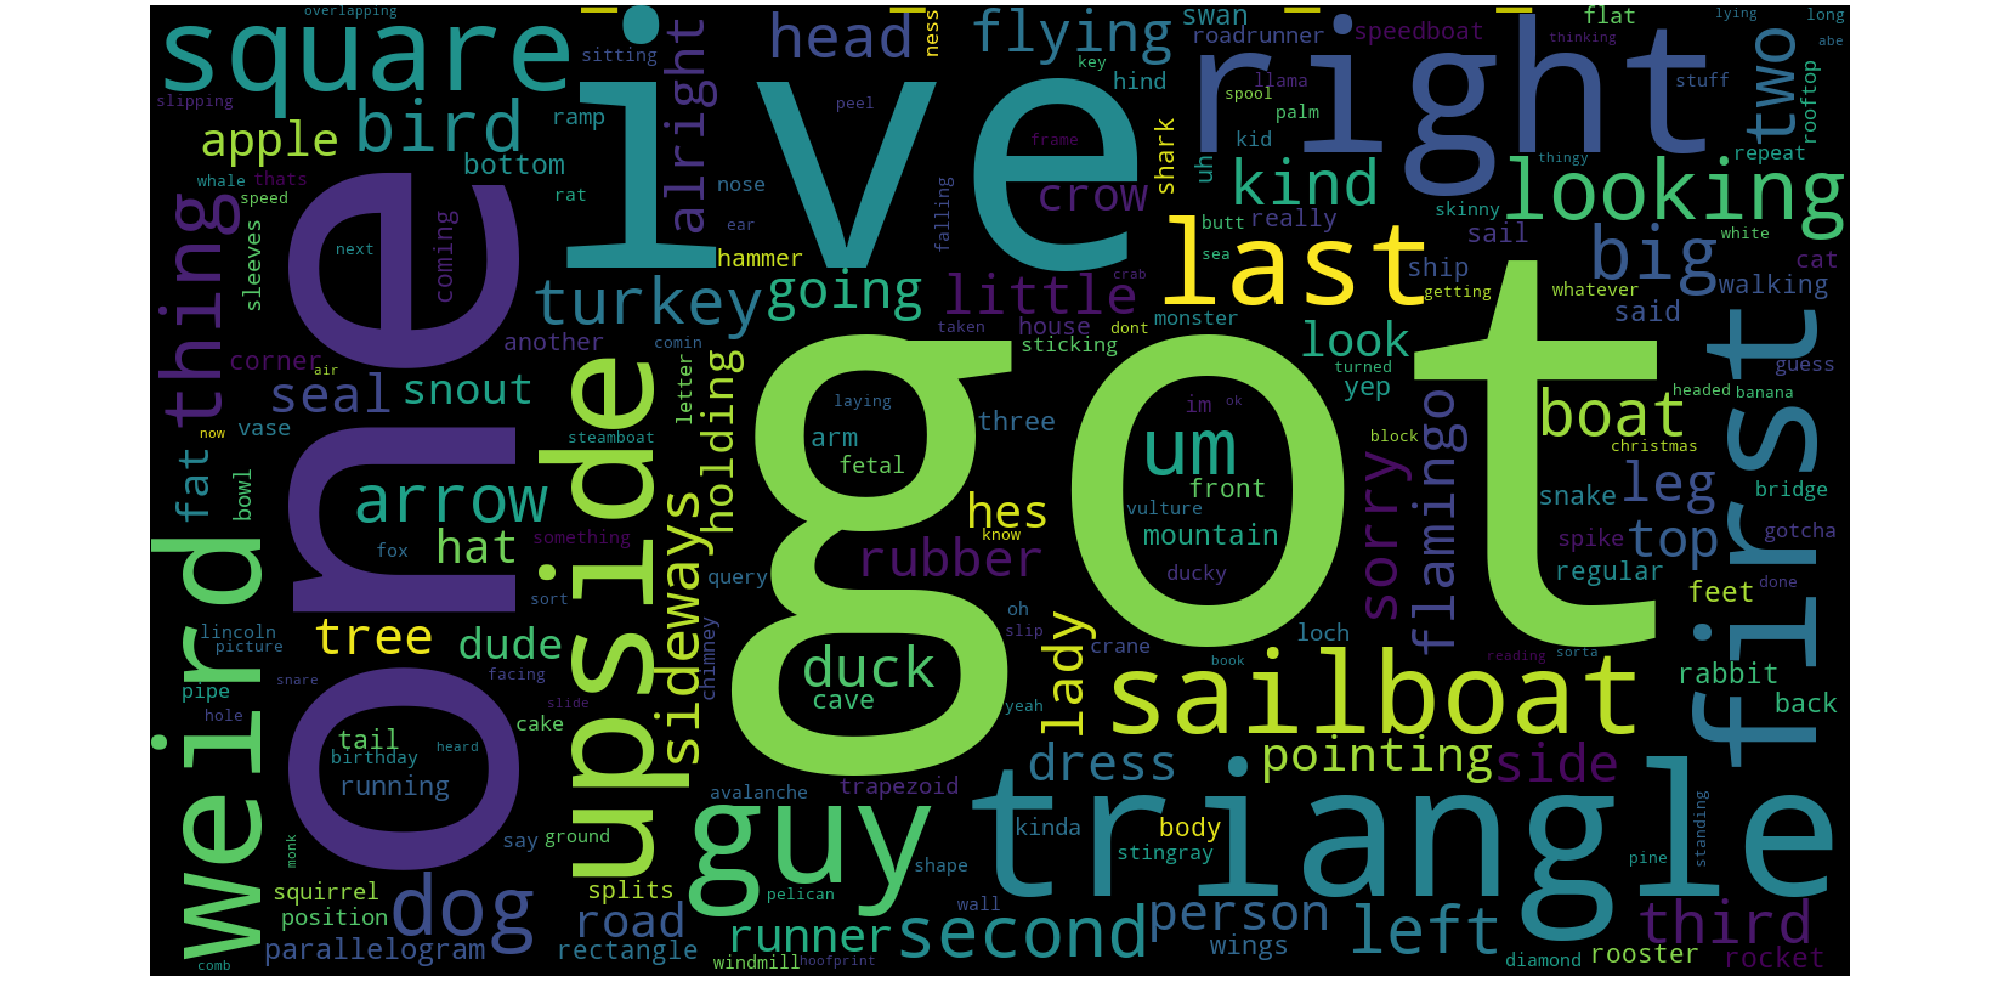 overlapping
square
sitting
slipping
apple
bird
ramp
bottom
whale
thats
speed
rat
thing
sleeves
next
coming
alright
head
ness
flying
swan
roadrunner
speedboat
flat
thinking
lying
long
abe
key
hind
peel
ive
nose
ear
frame
crow
falling
shark
uh
llama
spool
palm
kid
right
stuff
two
rooftop
repeat
thingy
kind
looking
really
skinny
butt
sea
sail
white
big
cat
hammer
turkey
going
little
crab
last
ship
getting
whatever
walking
said
one
another
comin
taken
house
dont
monster
sticking
look
turned
yep
guess
corner
air
seal
snout
upside
letter
holding
three
laying
arm
fetal
got
im
ok
um
front
block
flamingo
boat
headed
banana
christmas
first
vase
now
fat
bowl
steamboat
arrow
hat
something
fox
sideways
hes
know
vulture
mountain
ducky
sorry
snake
leg
bridge
spike
top
gotcha
regular
feet
done
weird
rubber
query
sort
oh
slip
lady
crane
loch
book
reading
sorta
rabbit
back
lincoln
picture
tree
dude
facing
chimney
duck
cave
yeah
sailboat
pipe
snare
hole
slide
cake
tail
heard
birthday
running
dress
pointing
side
avalanche
trapezoid
say
ground
guy
kinda
body
stingray
triangle
pine
standing
monk
squirrel
position
dog
splits
road
pelican
shape
wall
person
left
third
parallelogram
rectangle
runner
second
wings
comb
windmill
hoofprint
diamond
rooster
rocket